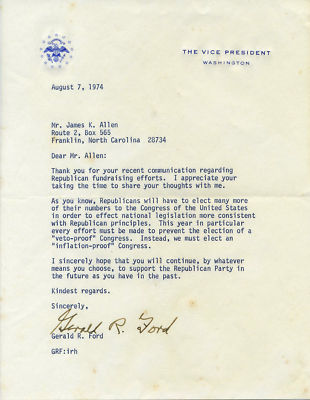 THE VICE PRESIDENT
WASHINGTON
August 7, 1974
Mr. James K. Allen
Route 2, Box 565
Franklin, North Carolina 28734
Dear Mr. Allen:
Thank you for your recent communication regarding
Republican fundraising efforts. I appreciate your
taking the time to share your thoughts with me.
As you know, Republicans will have to elect many more
of their numbers to the Congress of the United States
in order to effect national legislation more consistent
with Republican principles. This year in particular
every effort must be made to prevent the election of a
"veto-proof" Congress. Instead, we must elect an
"inflation-proof" Congress.
I sincerely hope that you will continue, by whatever
means you choose, to support the Republican Party in
the future as you have in the past.
Kindest regards.
Sincerely,
Gerald R. Ford
Gerald R. Ford
GRF:irh